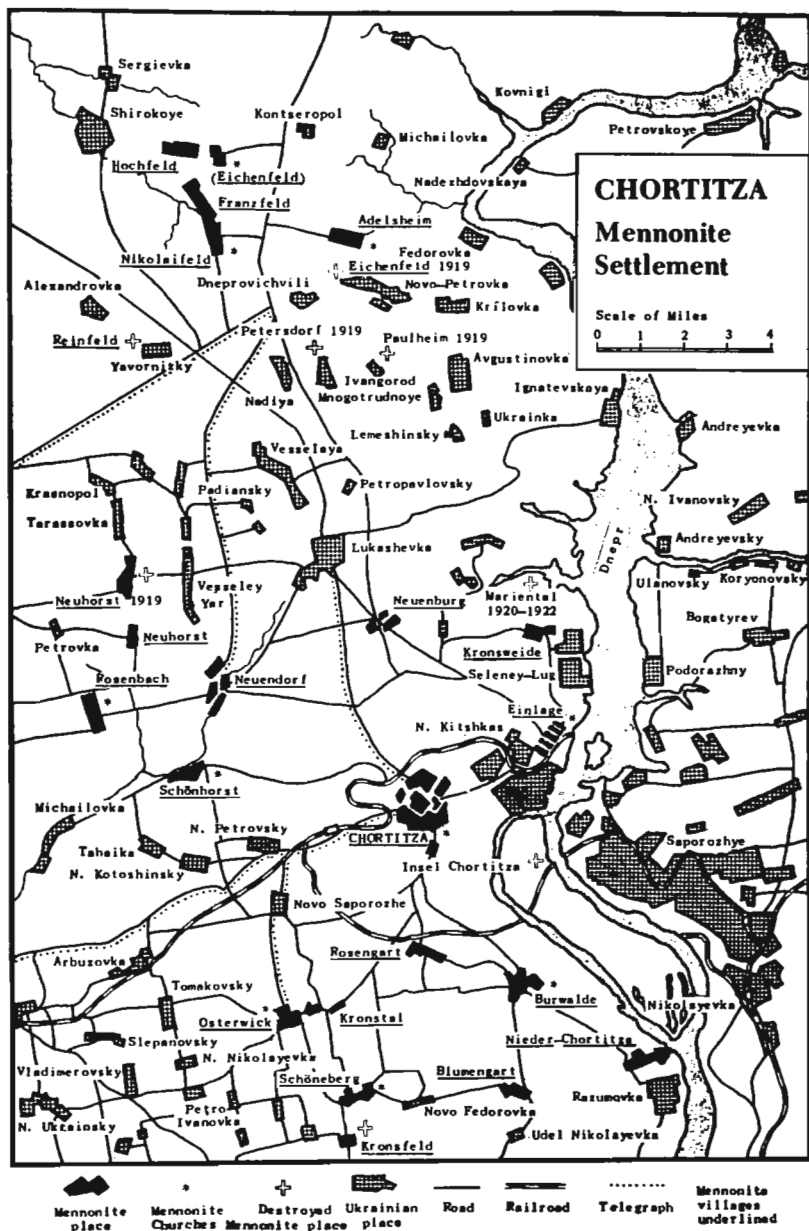 Sergievka
Shirokoye
Kontseropol
Kovnigi
Petrovskoye
Michailovka
Hochfeld
(Eichenfeld)
Franzfeld
Nadezhdovskaya
CHORTITZA
Mennonite
Settlement
Scale of Miles
0 1 2 3 4
Adelsheim
Nikolaifeld
Fedorovka
Eichenfeld 1919
Dneprovichvili
Novo-Petrovka
Alexandrovka
Krilovka
Reinfeld
Petersdorf 1919
Paulheim 1919
Yavornitky
Avgustinovka
Ivangorod
Nadiya
Mnogotrudnoye
Ignatevskaya
Ukrainka
Lemeshinsky
Andreyevka
Vesselaya
Krasnopol
Padiansky
Petropavlovsky
N. Ivanovsky
Tarassovka
Lukashevka
Dnepr
Andreyevsky
Neuhorst 1919
Vesseley
Yar
Neuenburg
Mariental
1920-1922
Ulanovsky
Koryonovsky
Petrovka
Neuhorst
Kronsweide
Bogatyrev
Rosenbach
Neuendorf
Seleney-Lug
Podorazhny
Einlage
N. Kitshkas
Schönhorst
Michailovka
N. Petrovsky
CHORTITZA
Tahaika
N. Kotoshinsky
Insel Chortitza
Saporozhye
Novo Saporozhe
Arbuzovka
Rosengart
Tomakovsky
Burwalde
Nikolayevka
Osterwick
Kronstal
Slepanovsky
Nieder-Chortitza
N. Nikolayevka
Vladimerovsky
Schöneberg
Blumengart
N. Ukrainsky
Petro
Ivanovka
Novo Fedorovka
Razumovka
Kronsfeld
Udel Nikolayevka
Mennonite
place
Mennonite
Churches
Destroyed
Mennonite place
Ukrainian
place
Road
Railroad
Telegraph
Mennonite
villages
underlined